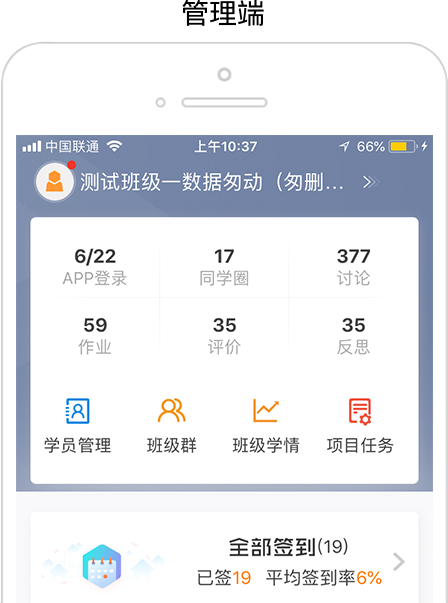 管理端
中国联通 上午10:37 66%
测试班级一数据匆动（匆删...
6/22 17 377
APP登录 同学圈 讨论
59 35 35
作业 评价 反思
学员管理 班级群 班级学情 项目任务
全部签到(19)
已签19 平均签到率6%